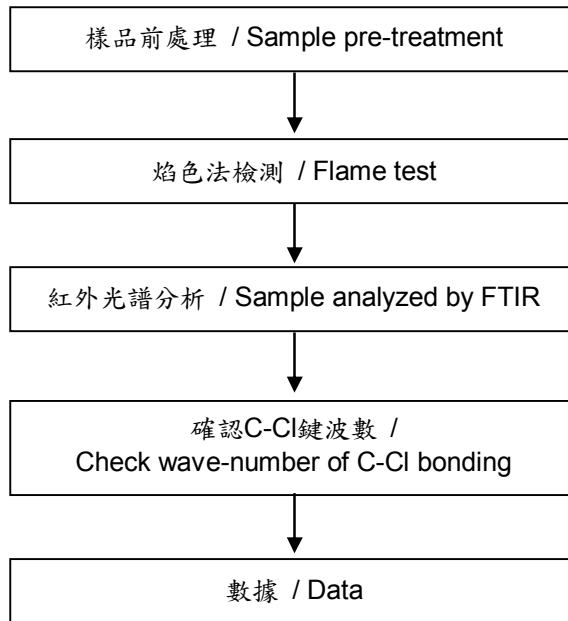 樣品前處理 / Sample pre-treatment
焰色法檢測 / Flame test
紅外光譜分析 / Sample analyzed by FTIR
確認C-Cl鍵波數 /
Check wave-number of C-Cl bonding
數據 / Data